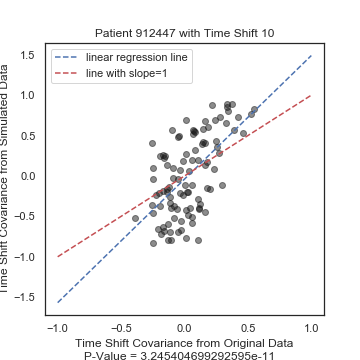 Patient 912447 with Time Shift 10
linear regression line
line with slope=1
Time Shift Covariance from Simulated Data
1.5
1.0
0.5
0.0
−0.5
−1.0
−1.5
−1.0 −0.5 0.0 0.5 1.0
Time Shift Covariance from Original Data
P-Value = 3.245404699292595e-11